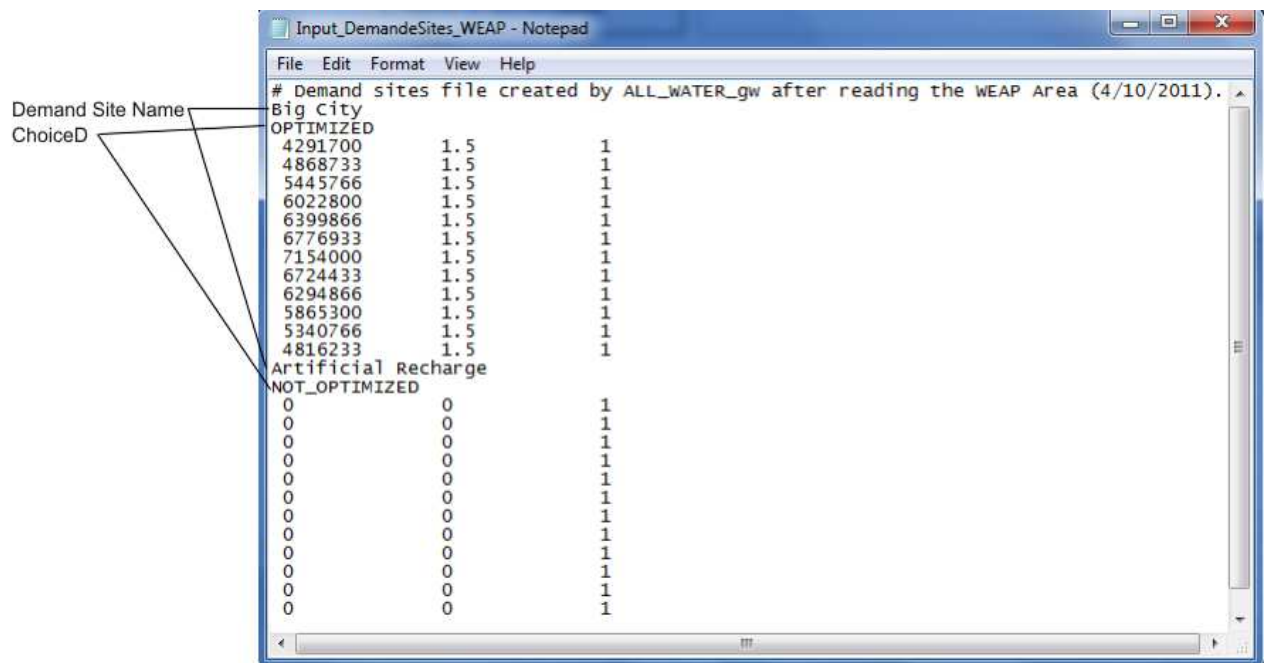 Input_DemandeSites_WEAP - Notepad
File Edit Format View Help
Demand Site Name
ChoiceD
# Demand sites file created by ALL_WATER_gw after reading the WEAP Area (4/10/2011).
Big City
OPTIMIZED
4291700 1.5 1
4868733 1.5 1
5445766 1.5 1
6022800 1.5 1
6399866 1.5 1
6776933 1.5 1
7154000 1.5 1
6724433 1.5 1
6294866 1.5 1
5865300 1.5 1
5340766 1.5 1
4816233 1.5 1
Artificial Recharge
NOT_OPTIMIZED
0 0 1
0 0 1
0 0 1
0 0 1
0 0 1
0 0 1
0 0 1
0 0 1
0 0 1
0 0 1
0 0 1
0 0 1